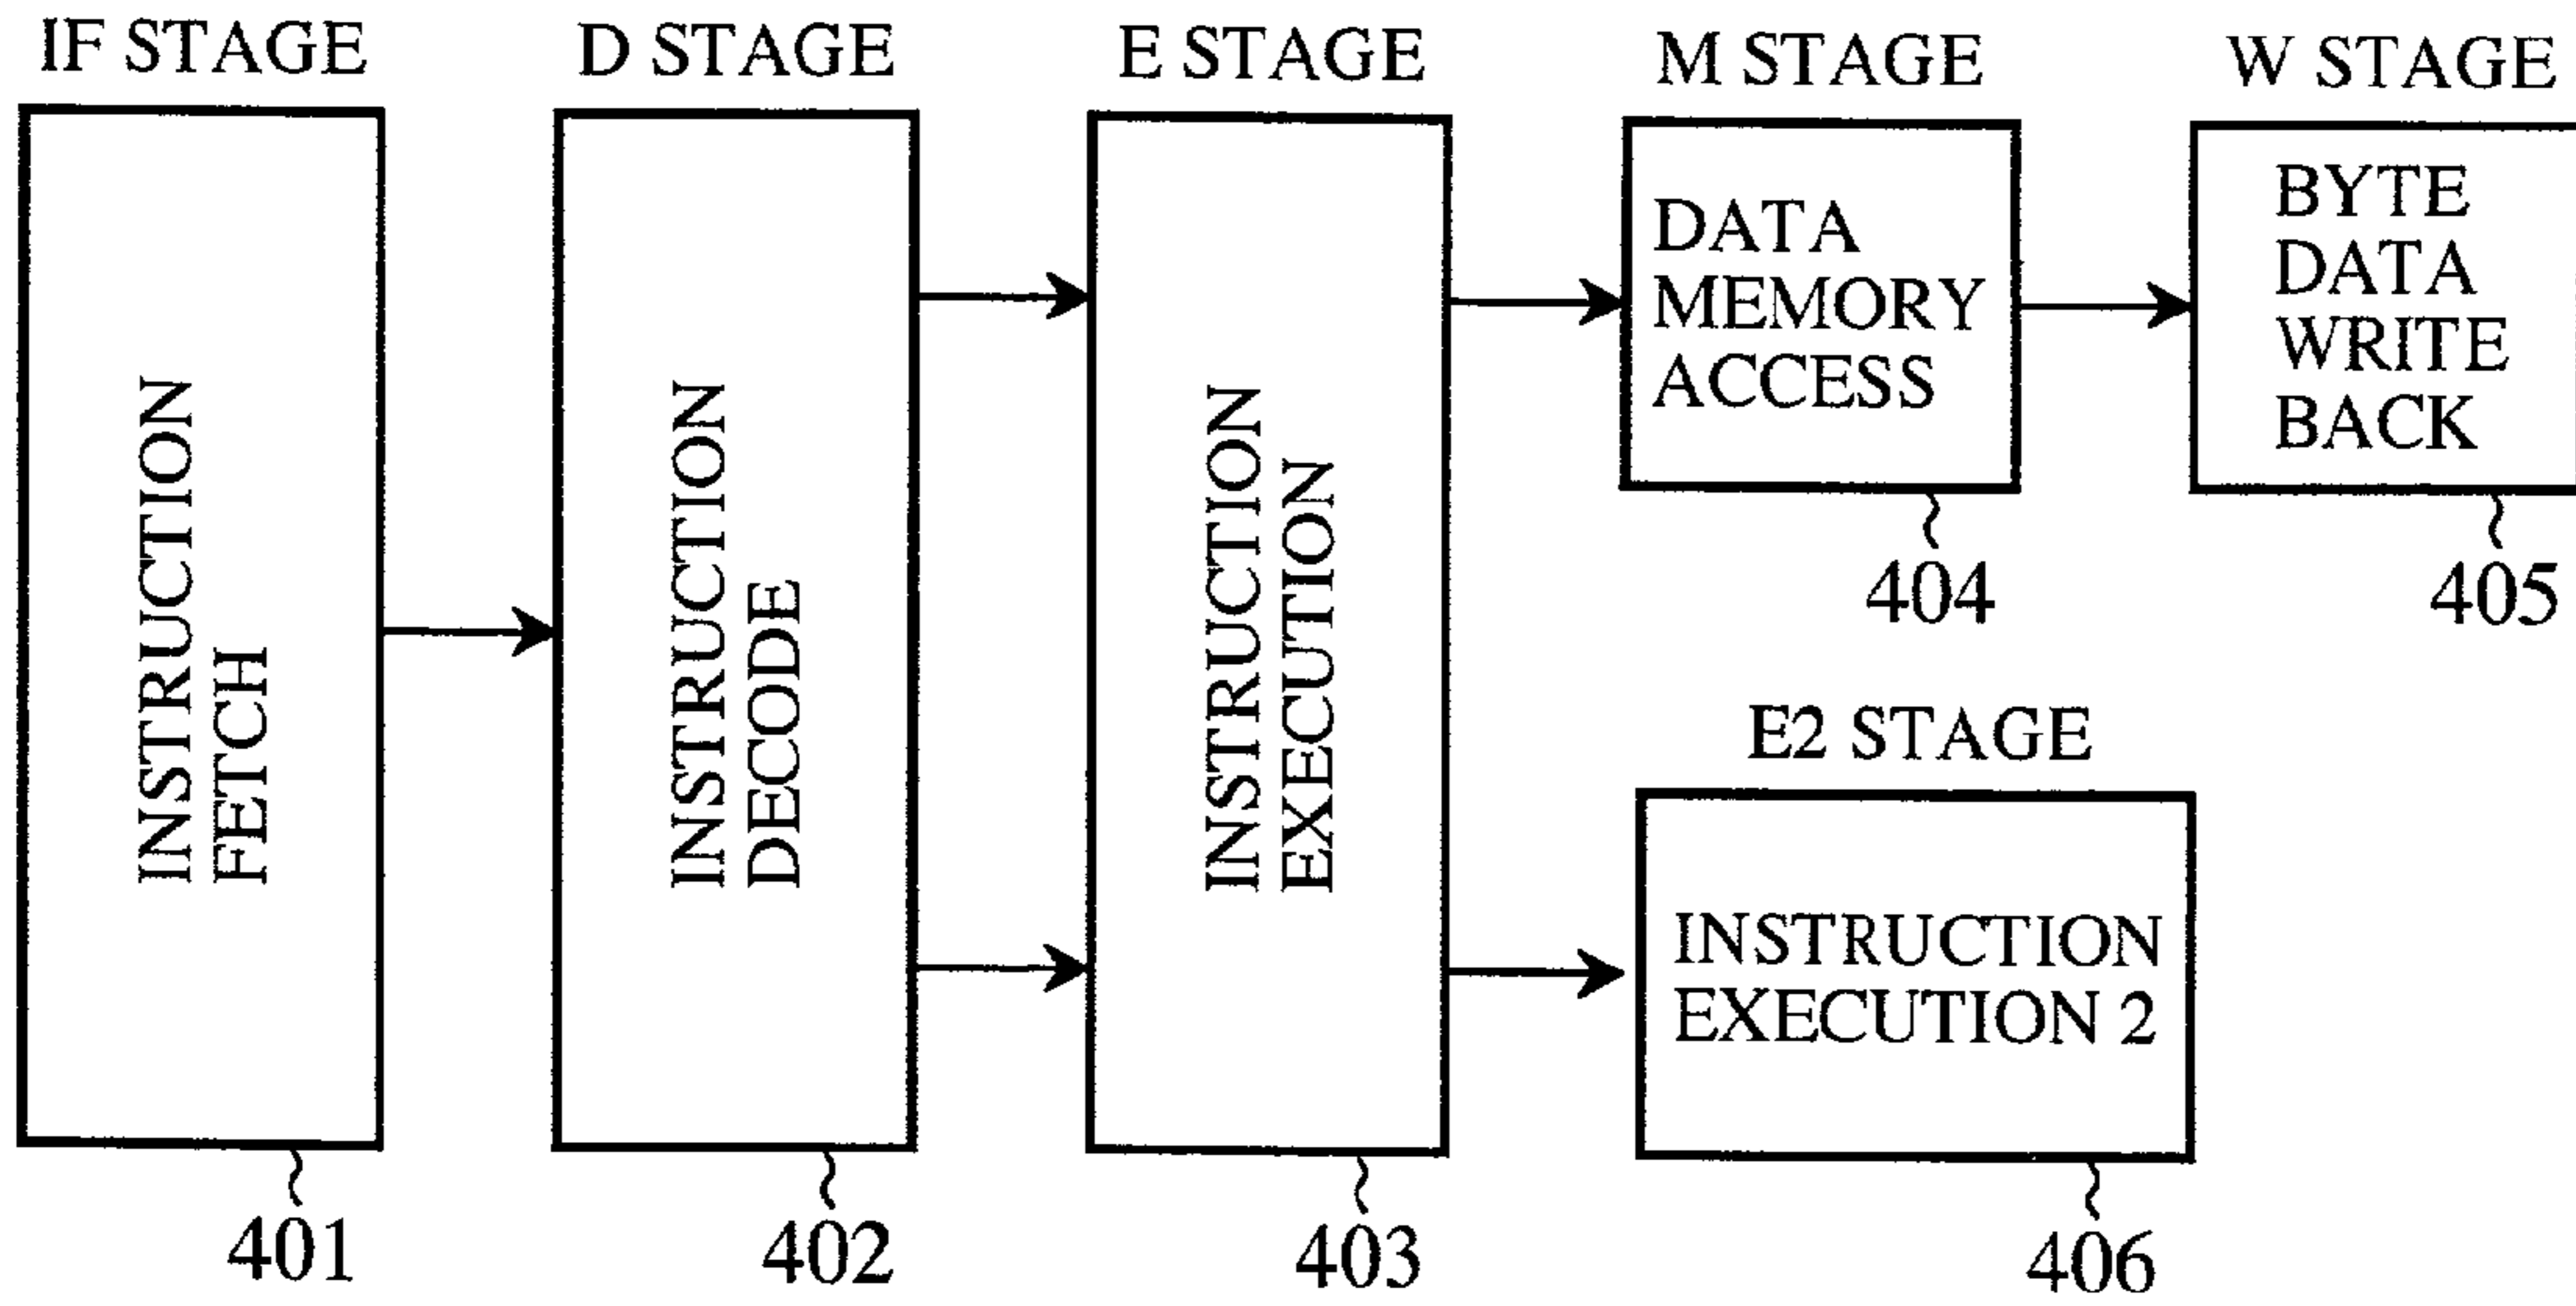 IF STAGE
D STAGE
E STAGE
M STAGE
W STAGE
INSTRUCTION
FETCH
INSTRUCTION
DECODE
INSTRUCTION
EXECUTION
DATA
MEMORY
ACCESS
BYTE
DATA
WRITE
BACK
404
405
E2 STAGE
INSTRUCTION
EXECUTION 2
401
402
403
406